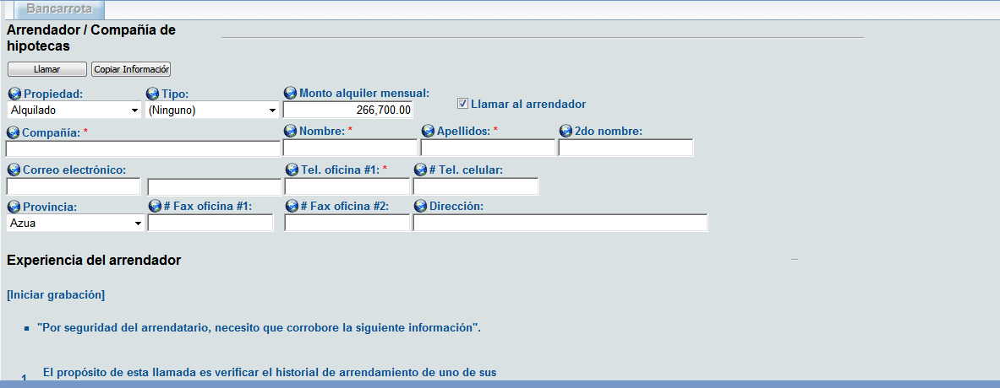 Bancarrota
Arrendador / Compañía de
hipotecas
Llamar Copiar Informaciór
Propiedad: Tipo: Monto alquiler mensual:
Alquilado (Ninguno) 266,700.00 Llamar al arrendador
Compañía: * Nombre: * Apellidos: * 2do nombre:
Correo electrónico: Tel. oficina #1: * # Tel. celular:
Provincia: # Fax oficina #1: # Fax oficina #2: Dirección:
Azua
Experiencia del arrendador
[Iniciar grabación]
"Por seguridad del arrendatario, necesito que corrobore la siguiente información".
1 El propósito de esta llamada es verificar el historial de arrendamiento de uno de sus